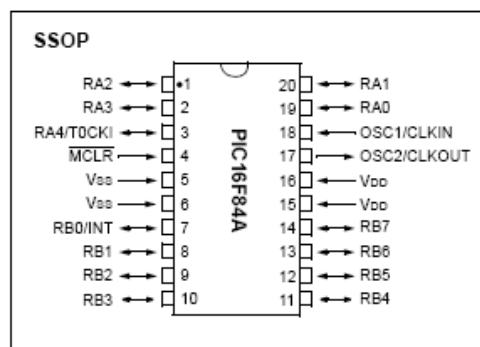 SSOP
RA2 1 20 RA1
RA3 2 19 RA0
RA4/T0CKI 3 18 OSC1/CLKIN
MCLR 4 17 OSC2/CLKOUT
VSS 5 16 VDD
VSS 6 15 VDD
RB0/INT 7 14 RB7
RB1 8 13 RB6
RB2 9 12 RB5
RB3 10 11 RB4
PIC16F84A